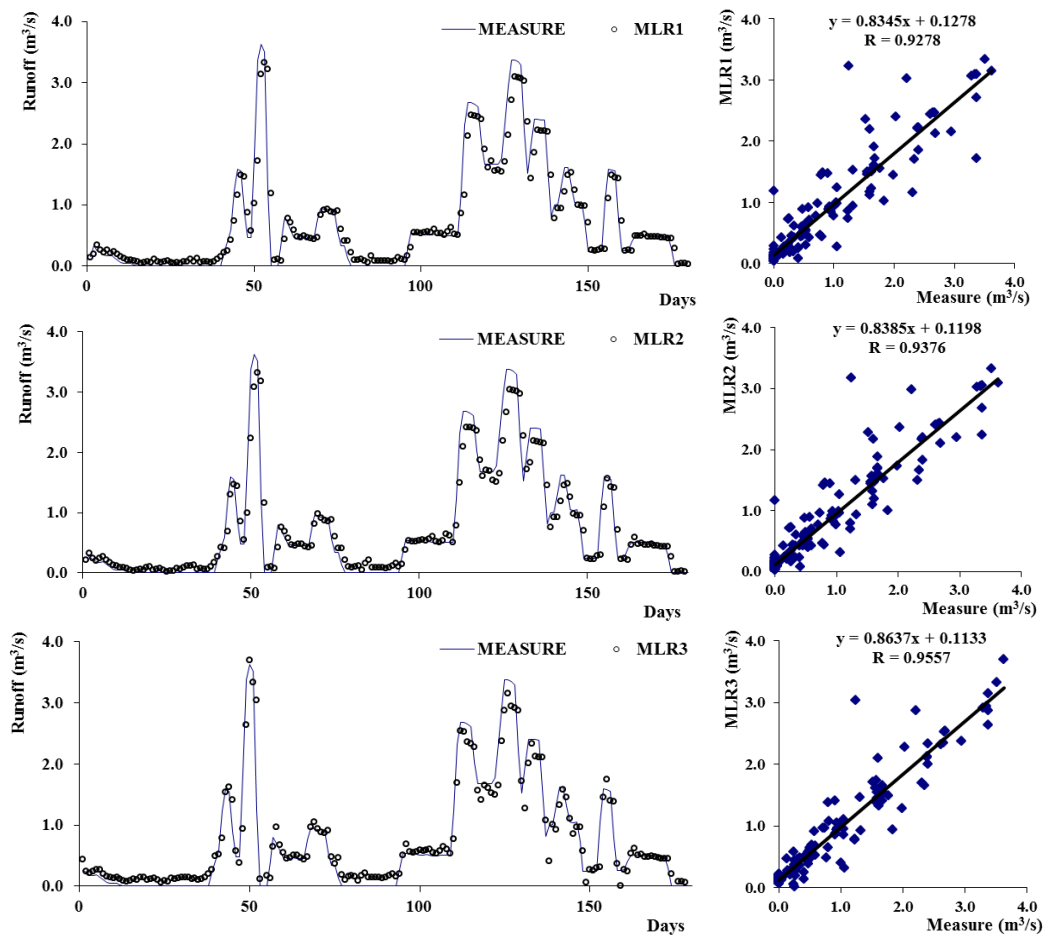 Runoff (m³/s)
4.0
3.0
2.0
1.0
0.0
MEASURE
MLR1
0
50
100
150
Days
MLR1 (m³/s)
4.0
3.0
2.0
1.0
0.0
y = 0.8345x + 0.1278
R = 0.9278
0.0
1.0
2.0
3.0
4.0
Measure (m³/s)
Runoff (m³/s)
4.0
3.0
2.0
1.0
0.0
MEASURE
MLR2
0
50
100
150
Days
MLR2 (m³/s)
4.0
3.0
2.0
1.0
0.0
y = 0.8385x + 0.1198
R = 0.9376
0.0
1.0
2.0
3.0
4.0
Measure (m³/s)
Runoff (m³/s)
4.0
3.0
2.0
1.0
0.0
MEASURE
MLR3
0
50
100
150
Days
MLR3 (m³/s)
4.0
3.0
2.0
1.0
0.0
y = 0.8637x + 0.1133
R = 0.9557
0.0
1.0
2.0
3.0
4.0
Measure (m³/s)